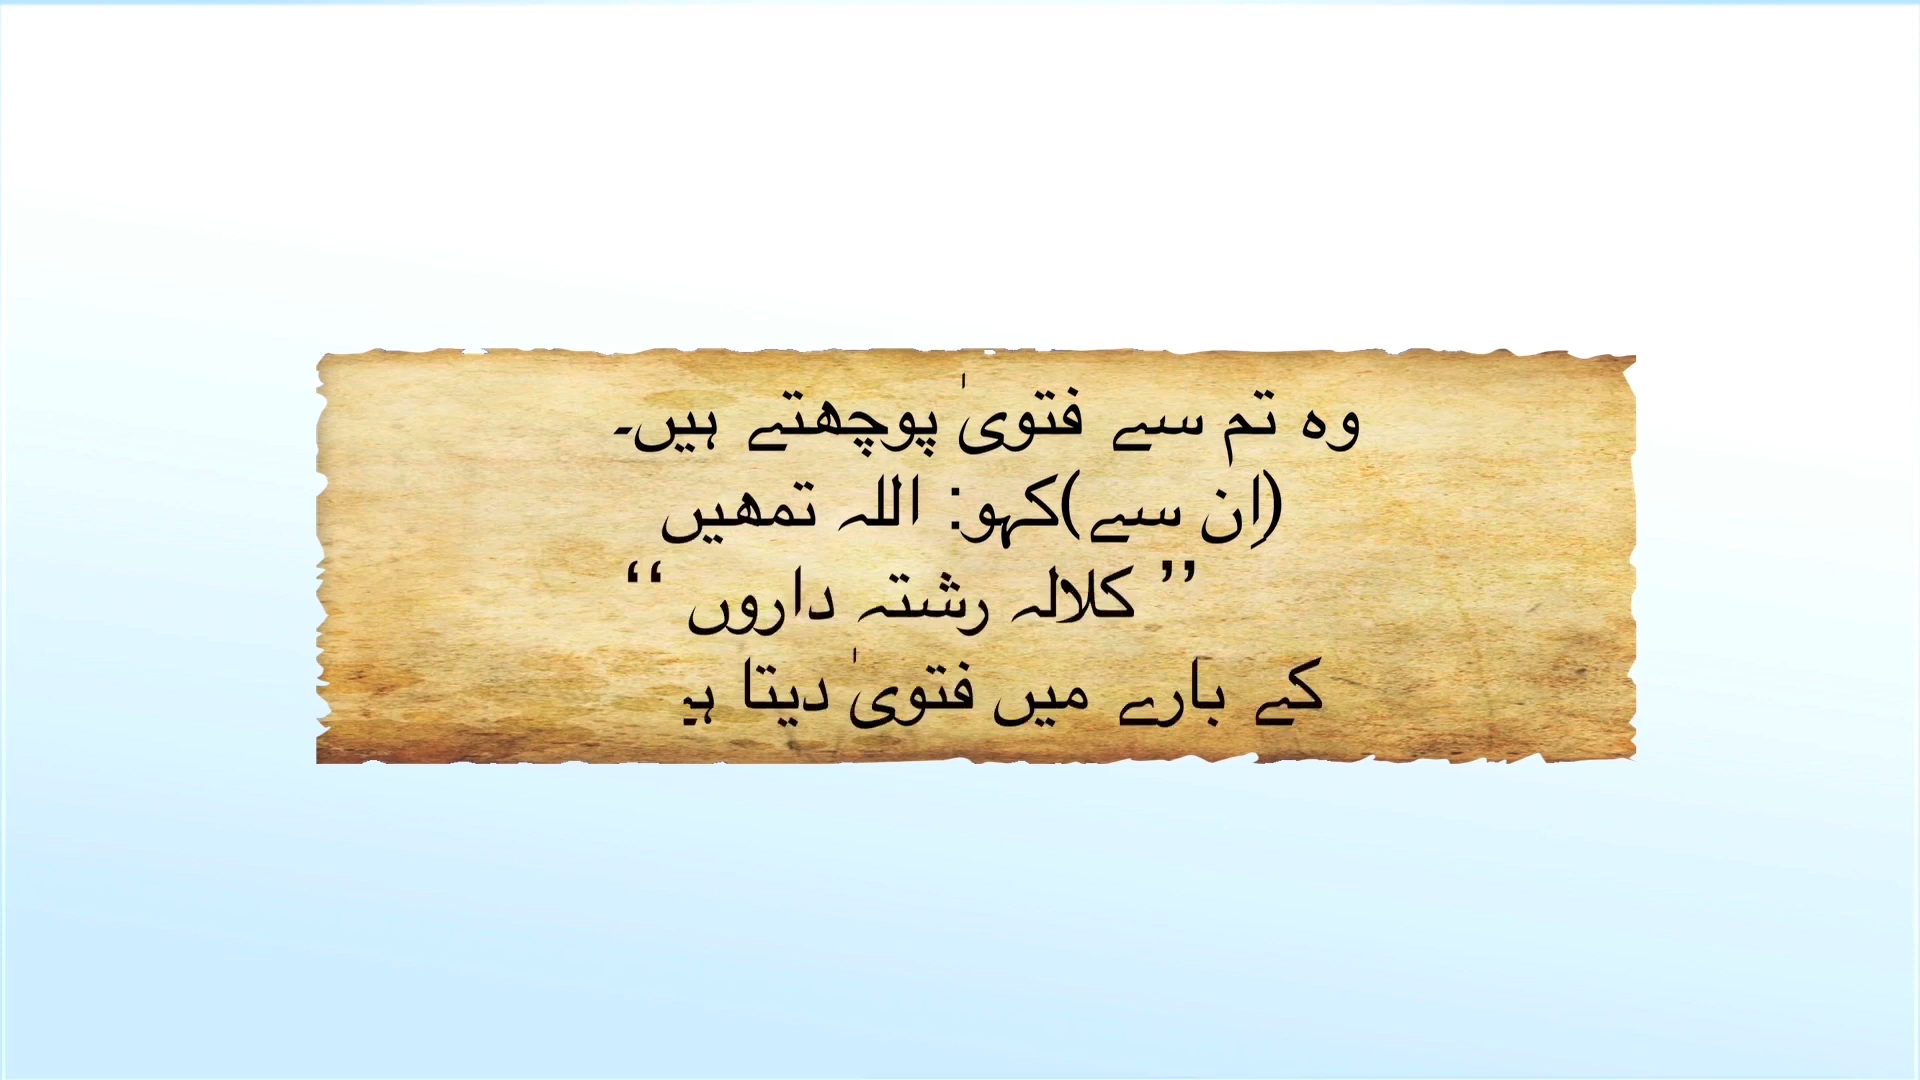 وہ تم سے فتویٰ پوچھتے ہیں۔
(اِن سے)کہو: اللہ تمھیں
’’ کلالہ رشتہ داروں ‘‘
کے بارے میں فتویٰ دیتا ہے